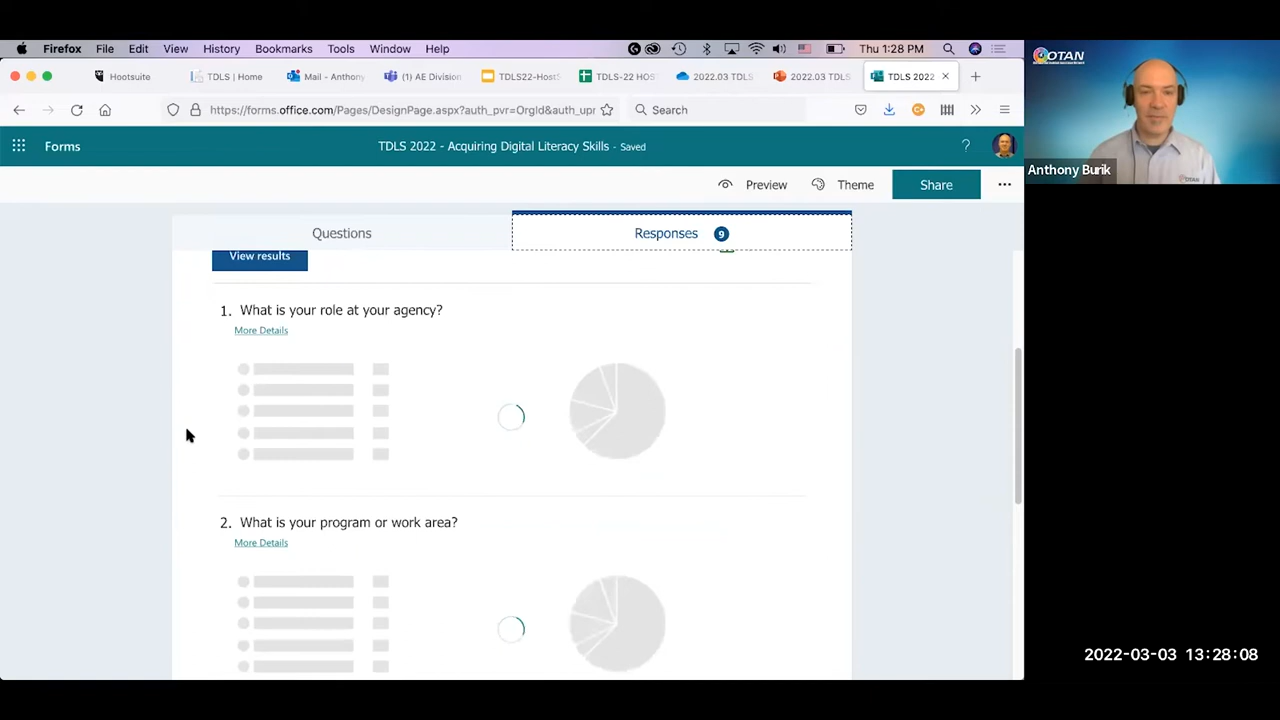 Firefox File Edit View History Bookmarks Tools Window Help Thu 1:28 PM
Hootsuite TDLS | Home Mail - Anthony (1) AE Division TDLS22-HostS TDLS-22 HOST 2022.03 TDLS 2022.03 TDLS TDLS 2022
https://forms.office.com/Pages/DesignPage.aspx?auth_pvr=OrgId&auth_upr Search
Forms TDLS 2022 - Acquiring Digital Literacy Skills - Saved ?
Preview Theme Share ...
Questions Responses 9
View results
1. What is your role at your agency?
More Details
2. What is your program or work area?
More Details
OTAN
OTAN
Anthony Burik
2022-03-03 13:28:08